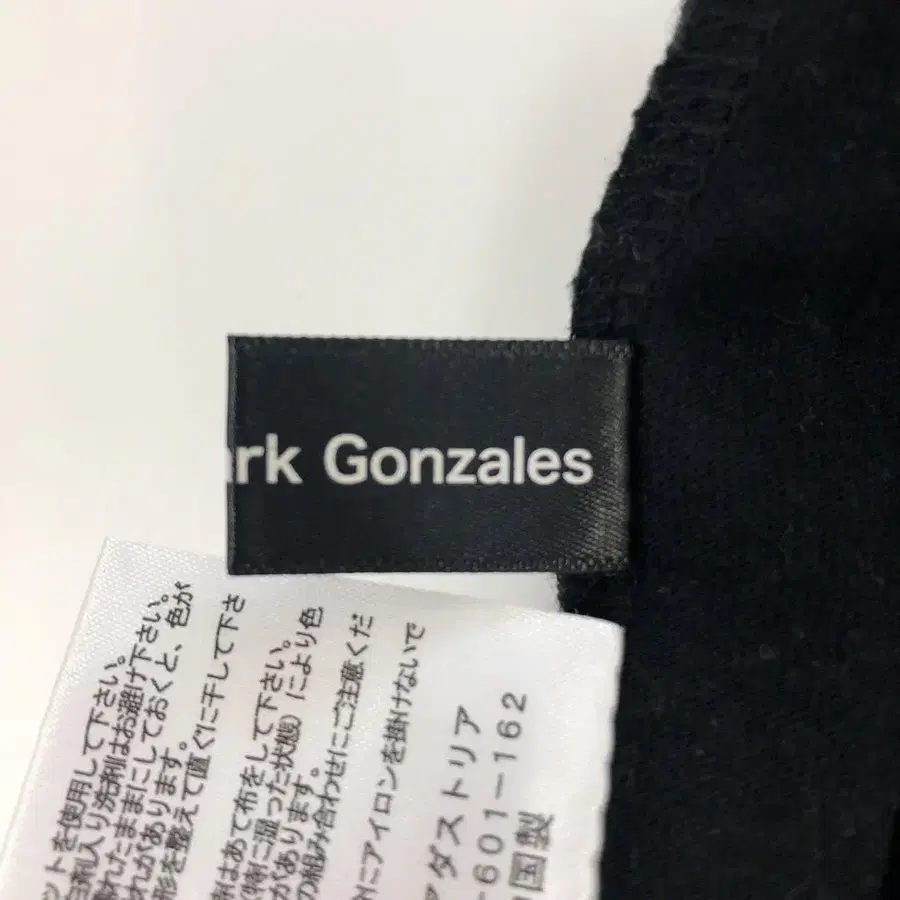 rk Gonzales
ットを使用して下さい。
白剤入り洗剤はお避け下さい。
濡れたままにしておくと、色が
れがあります。
形を整えて直ぐに干して下さ
はあて布をして下さい。
(特に湿った状態)により色
があります。
の組み合わせにご注意くだ
にアイロンを掛けないで
アダストリア
-601-162
国製